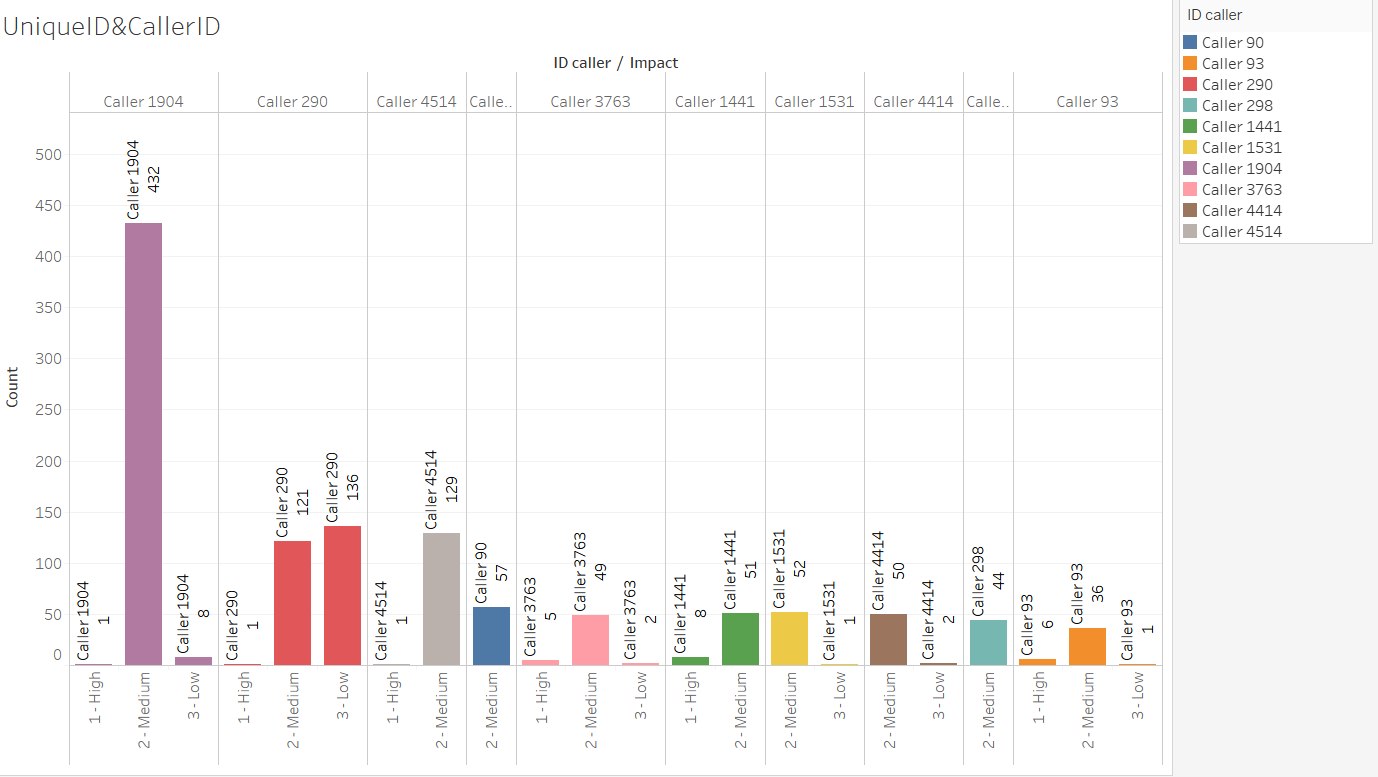 UniqueID&CallerID
ID caller / Impact
Caller 1904
Caller 290
Caller 4514
Calle..
Caller 3763
Caller 1441
Caller 1531
Caller 4414
Calle..
Caller 93
Count
500
450
400
350
300
250
200
150
100
50
0
Caller 1904
1
Caller 1904
432
Caller 1904
8
Caller 290
1
Caller 290
121
Caller 290
136
Caller 4514
1
Caller 4514
129
Caller 90
57
Caller 3763
5
Caller 3763
49
Caller 3763
2
Caller 1441
8
Caller 1441
51
Caller 1531
52
Caller 1531
1
Caller 4414
50
Caller 4414
2
Caller 298
44
Caller 93
6
Caller 93
36
Caller 93
1
1 - High
2 - Medium
3 - Low
1 - High
2 - Medium
3 - Low
1 - High
2 - Medium
2 - Medium
1 - High
2 - Medium
3 - Low
1 - High
2 - Medium
2 - Medium
3 - Low
2 - Medium
3 - Low
2 - Medium
1 - High
2 - Medium
3 - Low
ID caller
Caller 90
Caller 93
Caller 290
Caller 298
Caller 1441
Caller 1531
Caller 1904
Caller 3763
Caller 4414
Caller 4514